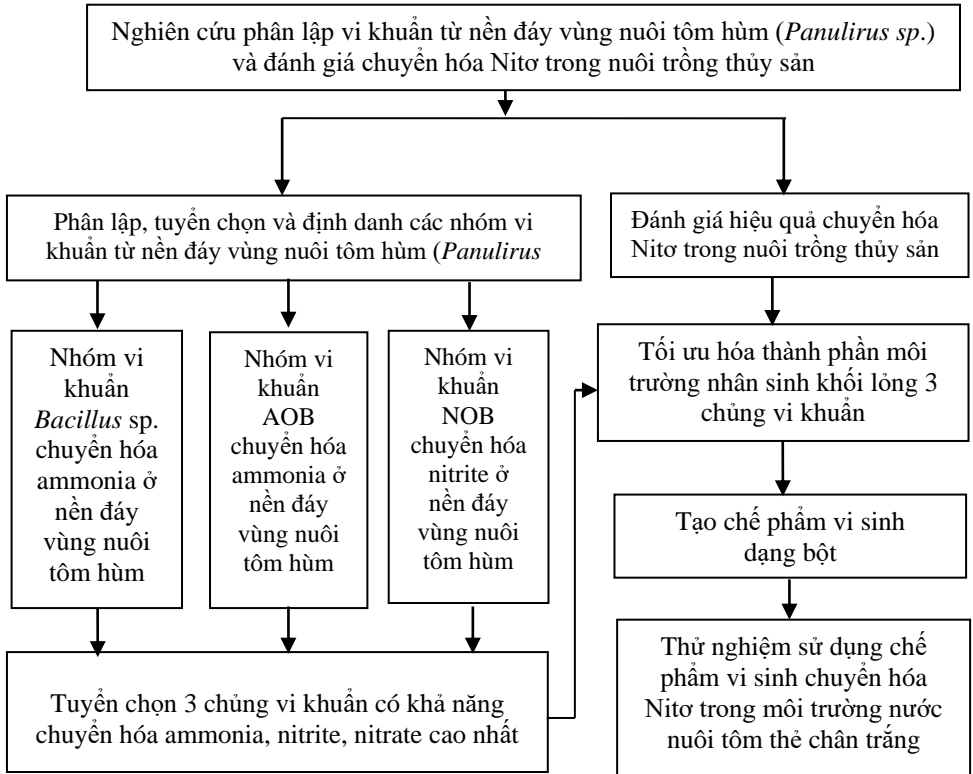 Nghiên cứu phân lập vi khuẩn từ nền đáy vùng nuôi tôm hùm (Panulirus sp.)
và đánh giá chuyển hóa Nitơ trong nuôi trồng thủy sản
Phân lập, tuyển chọn và định danh các nhóm vi
khuẩn từ nền đáy vùng nuôi tôm hùm (Panulirus
Nhóm vi
khuẩn
Bacillus sp.
chuyển hóa
ammonia ở
nền đáy
vùng nuôi
tôm hùm
Nhóm vi
khuẩn
AOB
chuyển hóa
ammonia ở
nền đáy
vùng nuôi
tôm hùm
Nhóm vi
khuẩn
NOB
chuyển hóa
nitrite ở
nền đáy
vùng nuôi
tôm hùm
Tuyển chọn 3 chủng vi khuẩn có khả năng
chuyển hóa ammonia, nitrite, nitrate cao nhất
Đánh giá hiệu quả chuyển hóa
Nitơ trong nuôi trồng thủy sản
Tối ưu hóa thành phần môi
trường nhân sinh khối lỏng 3
chủng vi khuẩn
Tạo chế phẩm vi sinh
dạng bột
Thử nghiệm sử dụng chế
phẩm vi sinh chuyển hóa
Nitơ trong môi trường nước
nuôi tôm thẻ chân trắng